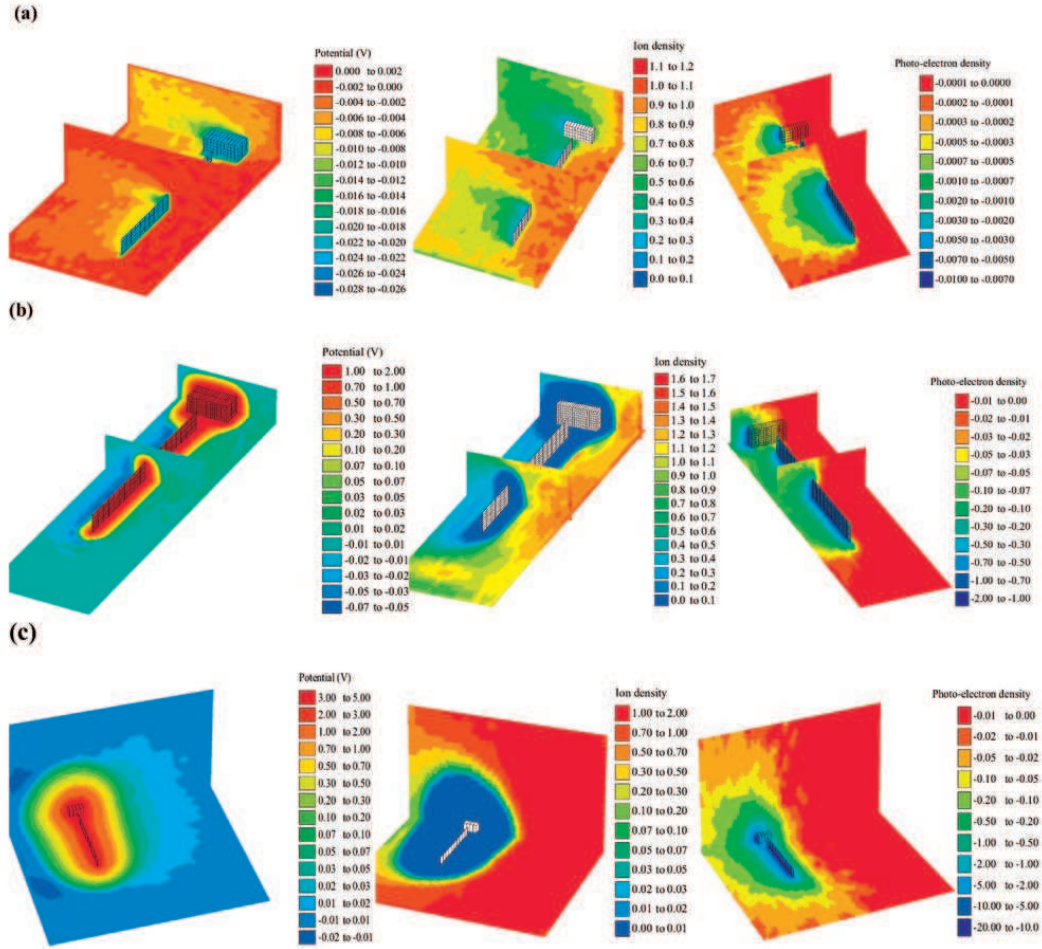 (a)
Potential (V)
0.000 to 0.002
-0.002 to 0.000
-0.004 to -0.002
-0.006 to -0.004
-0.008 to -0.006
-0.010 to -0.008
-0.012 to -0.010
-0.014 to -0.012
-0.016 to -0.014
-0.018 to -0.016
-0.020 to -0.018
-0.022 to -0.020
-0.024 to -0.022
-0.026 to -0.024
-0.028 to -0.026
Ion density
1.1 to 1.2
1.0 to 1.1
0.9 to 1.0
0.8 to 0.9
0.7 to 0.8
0.6 to 0.7
0.5 to 0.6
0.4 to 0.5
0.3 to 0.4
0.2 to 0.3
0.1 to 0.2
0.0 to 0.1
Photo-electron density
-0.0001 to 0.0000
-0.0002 to -0.0001
-0.0003 to -0.0002
-0.0005 to -0.0003
-0.0007 to -0.0005
-0.0010 to -0.0007
-0.0020 to -0.0010
-0.0030 to -0.0020
-0.0050 to -0.0030
-0.0070 to -0.0050
-0.0100 to -0.0070
(b)
Potential (V)
1.00 to 2.00
0.70 to 1.00
0.50 to 0.70
0.30 to 0.50
0.20 to 0.30
0.10 to 0.20
0.07 to 0.10
0.05 to 0.07
0.03 to 0.05
0.02 to 0.03
0.01 to 0.02
-0.01 to 0.01
-0.02 to -0.01
-0.03 to -0.02
-0.05 to -0.03
-0.07 to -0.05
Ion density
1.6 to 1.7
1.5 to 1.6
1.4 to 1.5
1.3 to 1.4
1.2 to 1.3
1.1 to 1.2
1.0 to 1.1
0.9 to 1.0
0.8 to 0.9
0.7 to 0.8
0.6 to 0.7
0.5 to 0.6
0.4 to 0.5
0.3 to 0.4
0.2 to 0.3
0.1 to 0.2
0.0 to 0.1
Photo-electron density
-0.01 to 0.00
-0.02 to -0.01
-0.03 to -0.02
-0.05 to -0.03
-0.07 to -0.05
-0.10 to -0.07
-0.20 to -0.10
-0.30 to -0.20
-0.50 to -0.30
-0.70 to -0.50
-1.00 to -0.70
-2.00 to -1.00
(c)
Potential (V)
3.00 to 5.00
2.00 to 3.00
1.00 to 2.00
0.70 to 1.00
0.50 to 0.70
0.30 to 0.50
0.20 to 0.30
0.10 to 0.20
0.07 to 0.10
0.05 to 0.07
0.03 to 0.05
0.02 to 0.03
0.01 to 0.02
-0.01 to 0.01
-0.02 to -0.01
Ion density
1.00 to 2.00
0.70 to 1.00
0.50 to 0.70
0.30 to 0.50
0.20 to 0.30
0.10 to 0.20
0.07 to 0.10
0.05 to 0.07
0.03 to 0.05
0.02 to 0.03
0.01 to 0.02
0.00 to 0.01
Photo-electron density
-0.01 to 0.00
-0.02 to -0.01
-0.05 to -0.02
-0.10 to -0.05
-0.20 to -0.10
-0.50 to -0.20
-1.00 to -0.50
-2.00 to -1.00
-5.00 to -2.00
-10.00 to -5.00
-20.00 to -10.0